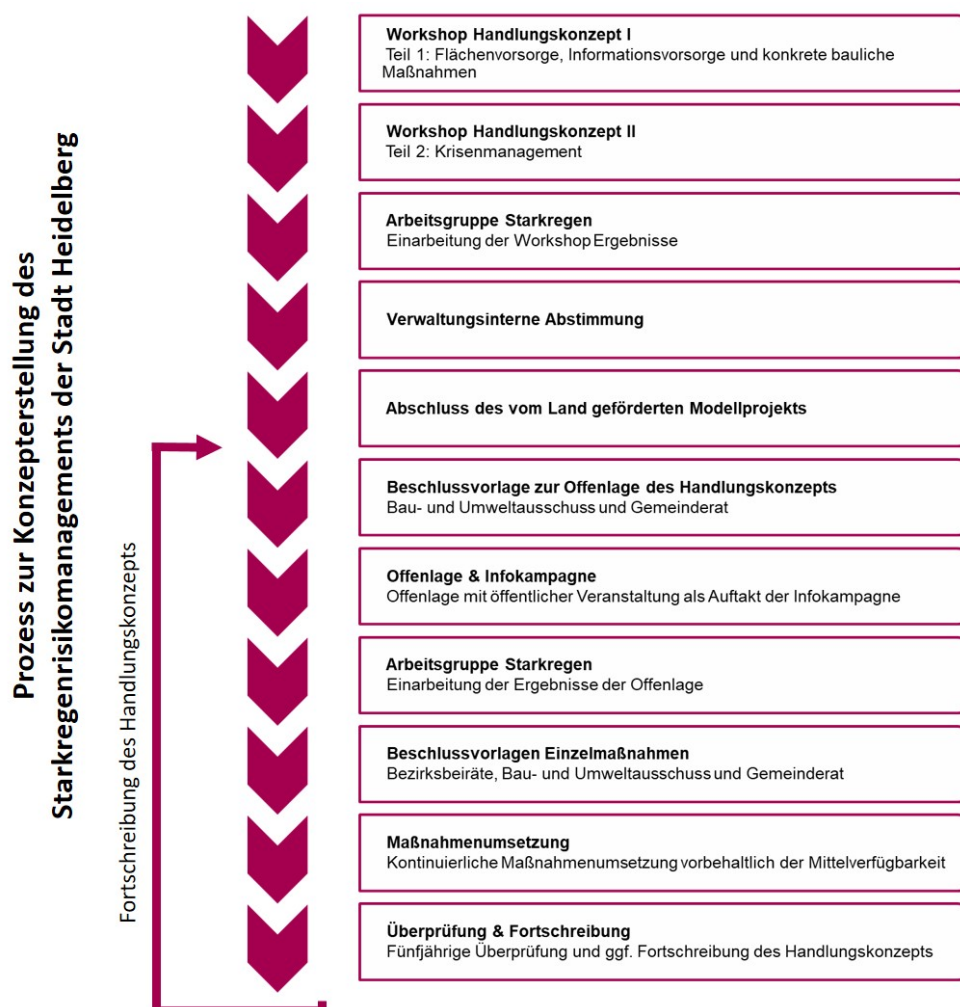 Prozess zur Konzepterstellung des
Starkregenrisikomanagements der Stadt Heidelberg
Fortschreibung des Handlungskonzepts
Workshop Handlungskonzept I
Teil 1: Flächenvorsorge, Informationsvorsorge und konkrete bauliche
Maßnahmen
Workshop Handlungskonzept II
Teil 2: Krisenmanagement
Arbeitsgruppe Starkregen
Einarbeitung der Workshop Ergebnisse
Verwaltungsinterne Abstimmung
Abschluss des vom Land geförderten Modellprojekts
Beschlussvorlage zur Offenlage des Handlungskonzepts
Bau- und Umweltausschuss und Gemeinderat
Offenlage & Infokampagne
Offenlage mit öffentlicher Veranstaltung als Auftakt der Infokampagne
Arbeitsgruppe Starkregen
Einarbeitung der Ergebnisse der Offenlage
Beschlussvorlagen Einzelmaßnahmen
Bezirksbeiräte, Bau- und Umweltausschuss und Gemeinderat
Maßnahmenumsetzung
Kontinuierliche Maßnahmenumsetzung vorbehaltlich der Mittelverfügbarkeit
Überprüfung & Fortschreibung
Fünfjährige Überprüfung und ggf. Fortschreibung des Handlungskonzepts